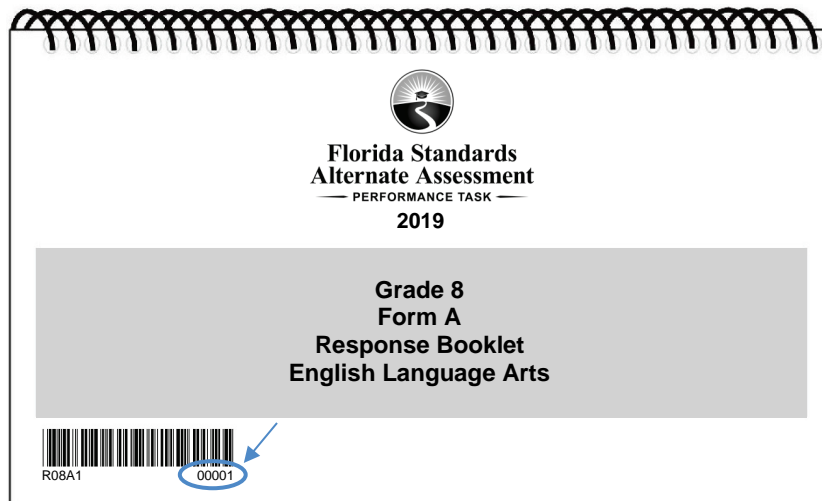 Florida Standards
Alternate Assessment
PERFORMANCE TASK
2019
Grade 8
Form A
Response Booklet
English Language Arts
R08A1 00001